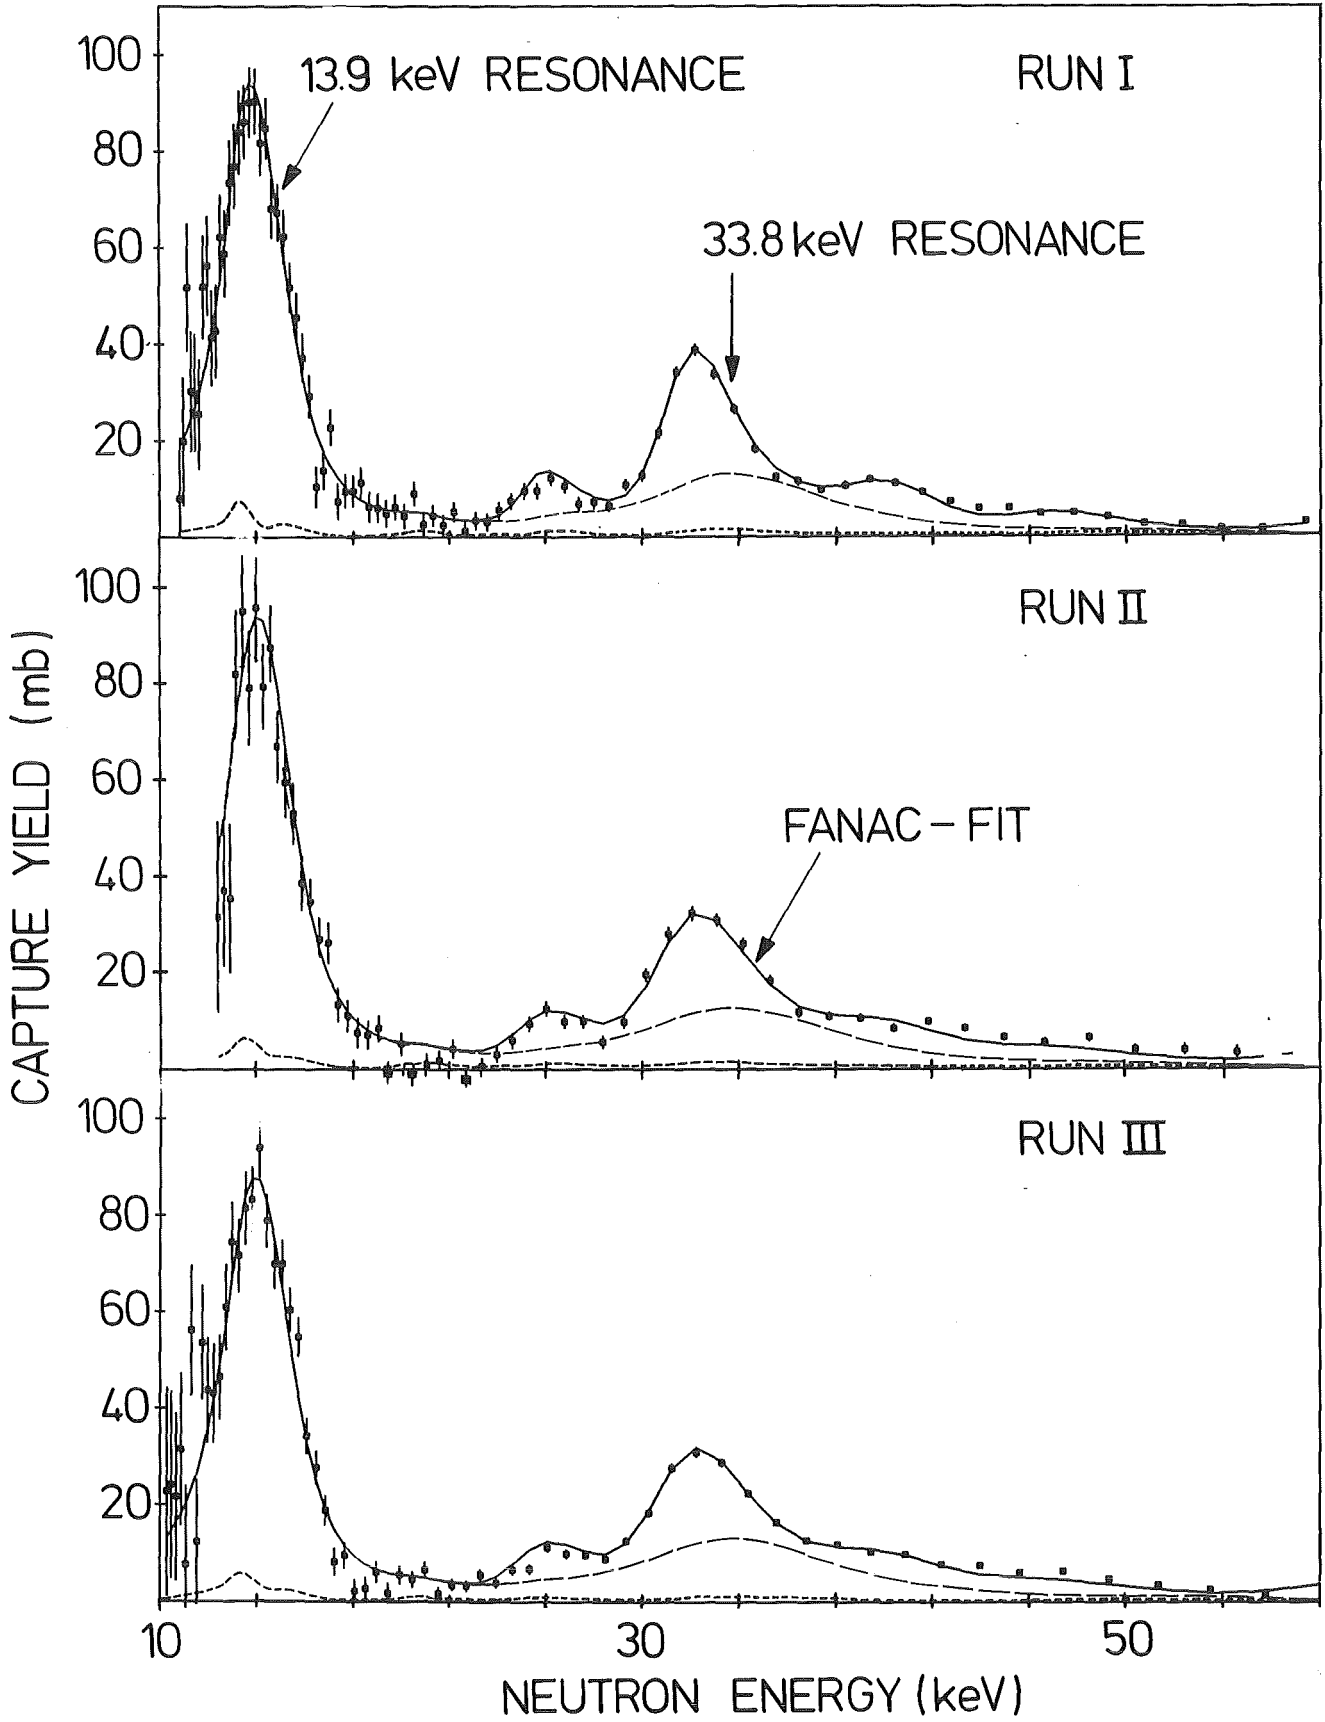 100
80
60
40
20
13.9 keV RESONANCE
RUN I
33.8 keV RESONANCE
100
80
60
40
20
RUN II
FANAC-FIT
CAPTURE YIELD (mb)
100
80
60
40
20
RUN III
10
30
50
NEUTRON ENERGY (keV)